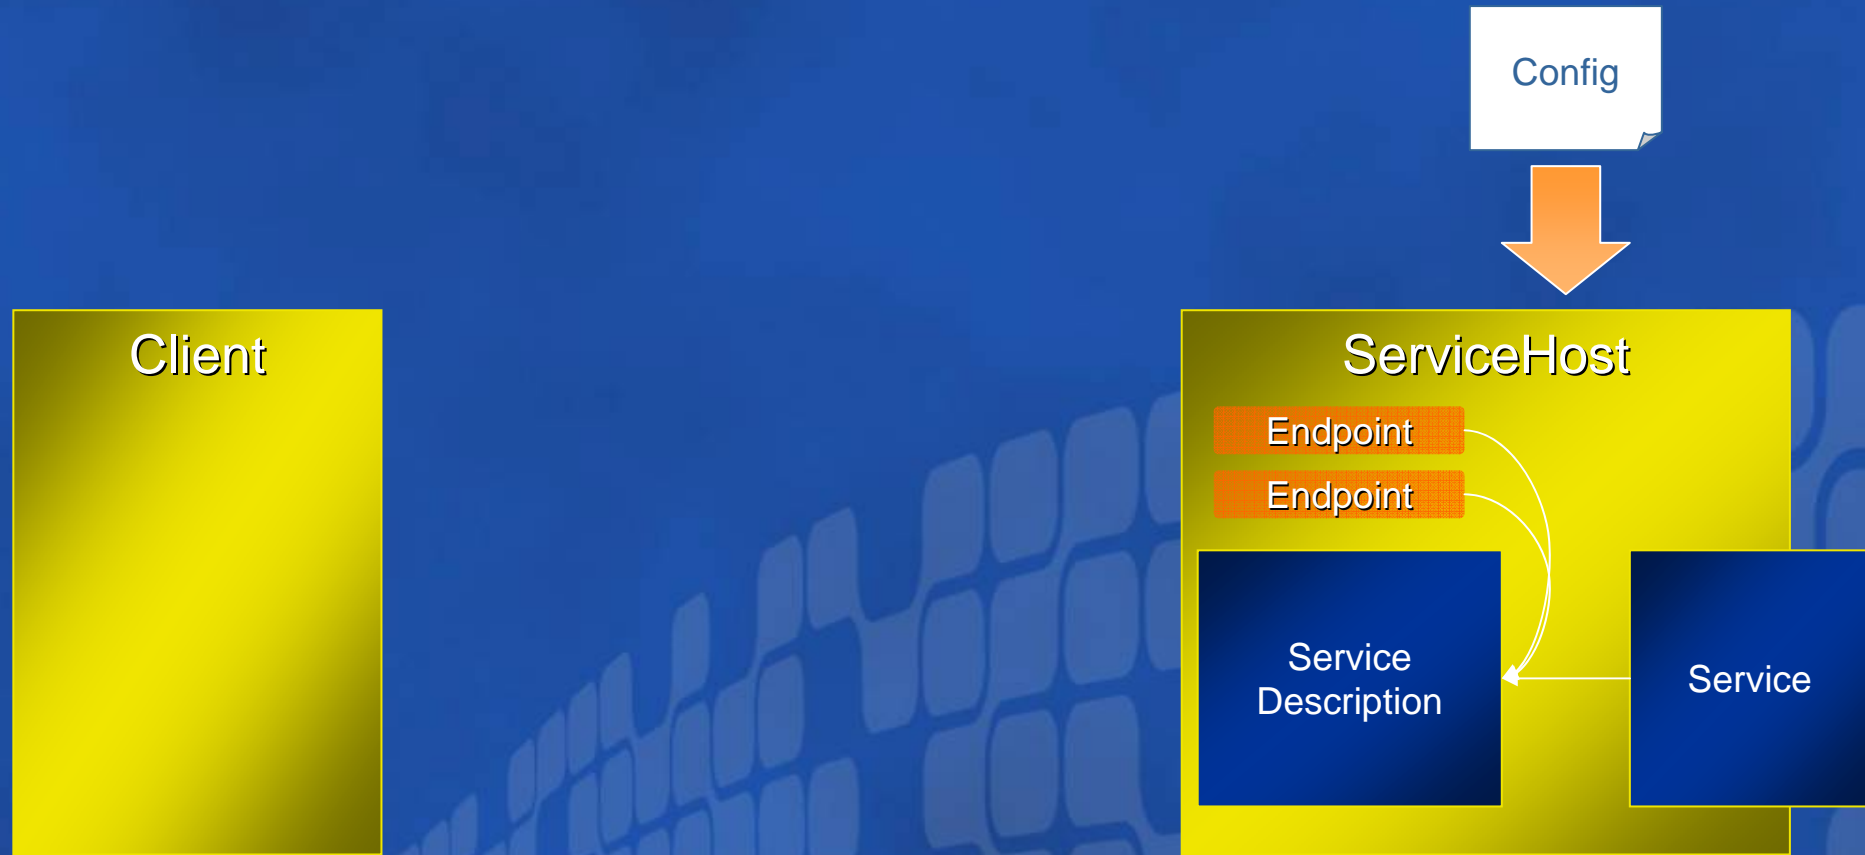 Config
Client
ServiceHost
Endpoint
Endpoint
Service
Description
Service